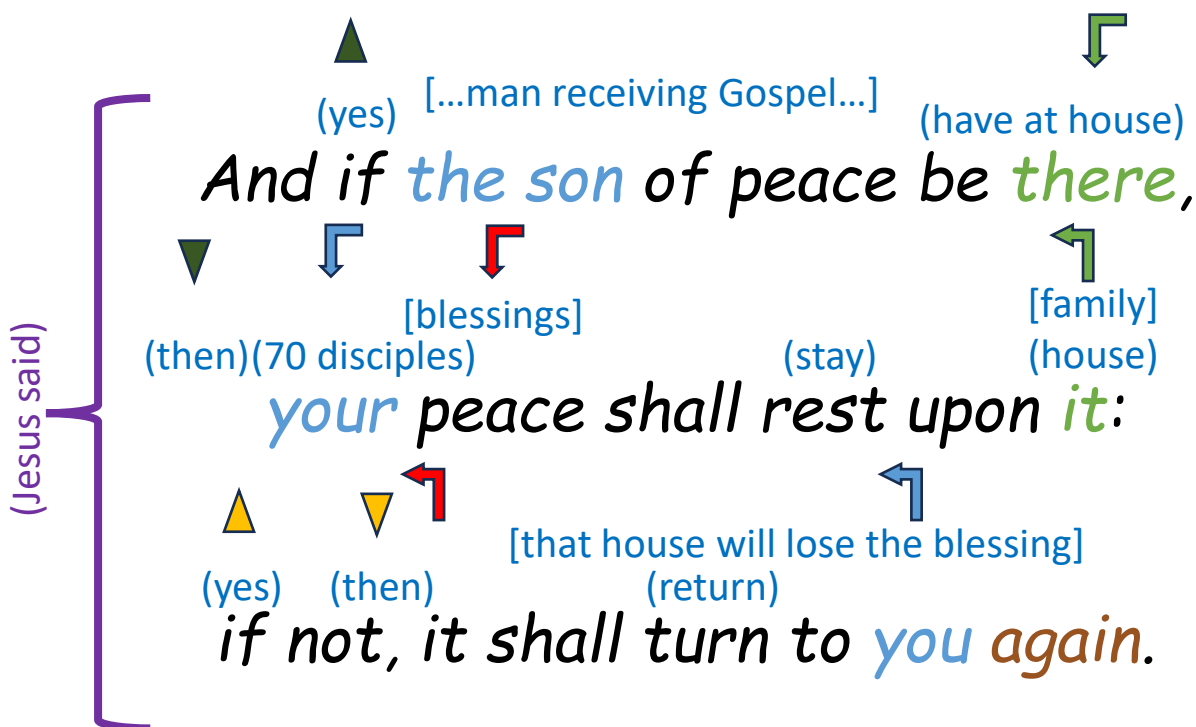 [...man receiving Gospel...]
(yes) (have at house)
And if the son of peace be there,
[blessings] [family]
(then) (70 disciples) (stay) (house)
your peace shall rest upon it:
[that house will lose the blessing]
(yes) (then) (return)
if not, it shall turn to you again.
(Jesus said)